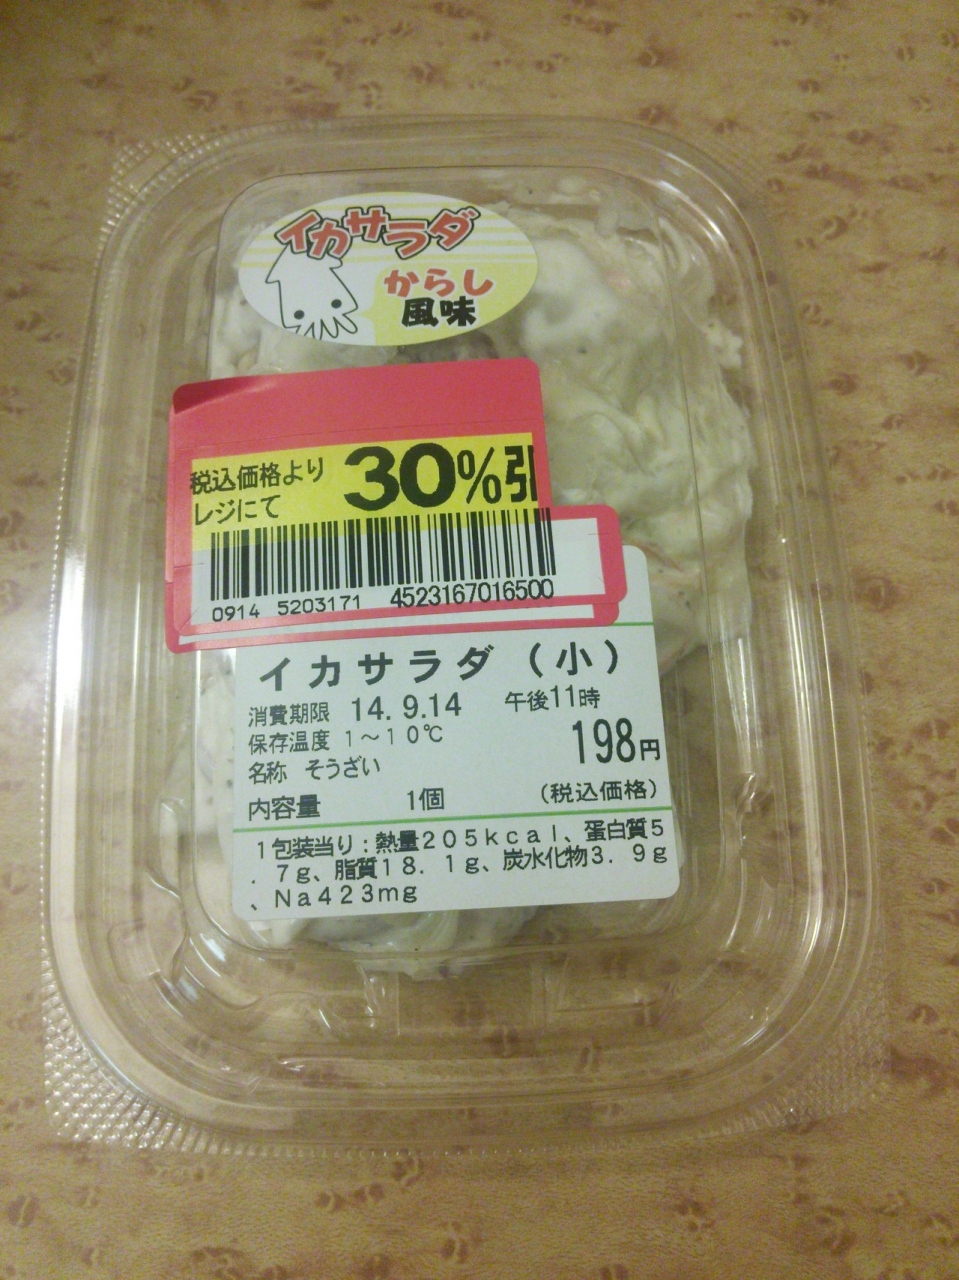 イカサラダ
からし
風味
税込価格より
レジにて
30%引
0914 5203171 4523167016500
イカサラダ（小）
消費期限 14.9.14 午後11時
保存温度 1～10℃
198円
名称 そうざい
内容量 1個 (税込価格)
1包装当り:熱量205kcal、蛋白質5
.7g、脂質18.1g、炭水化物3.9g
、Na423mg